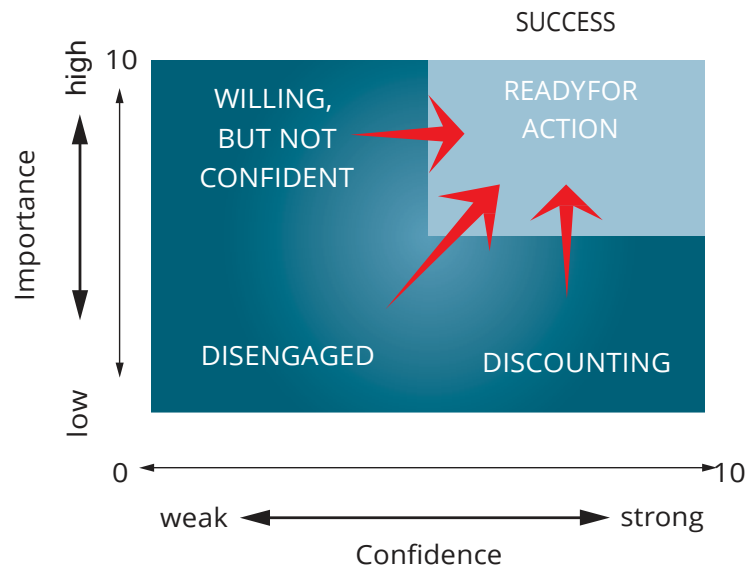 SUCCESS
10
high
WILLING,
BUT NOT
CONFIDENT
READYFOR
ACTION
Importance
DISENGAGED
DISCOUNTING
low
0
10
weak
strong
Confidence